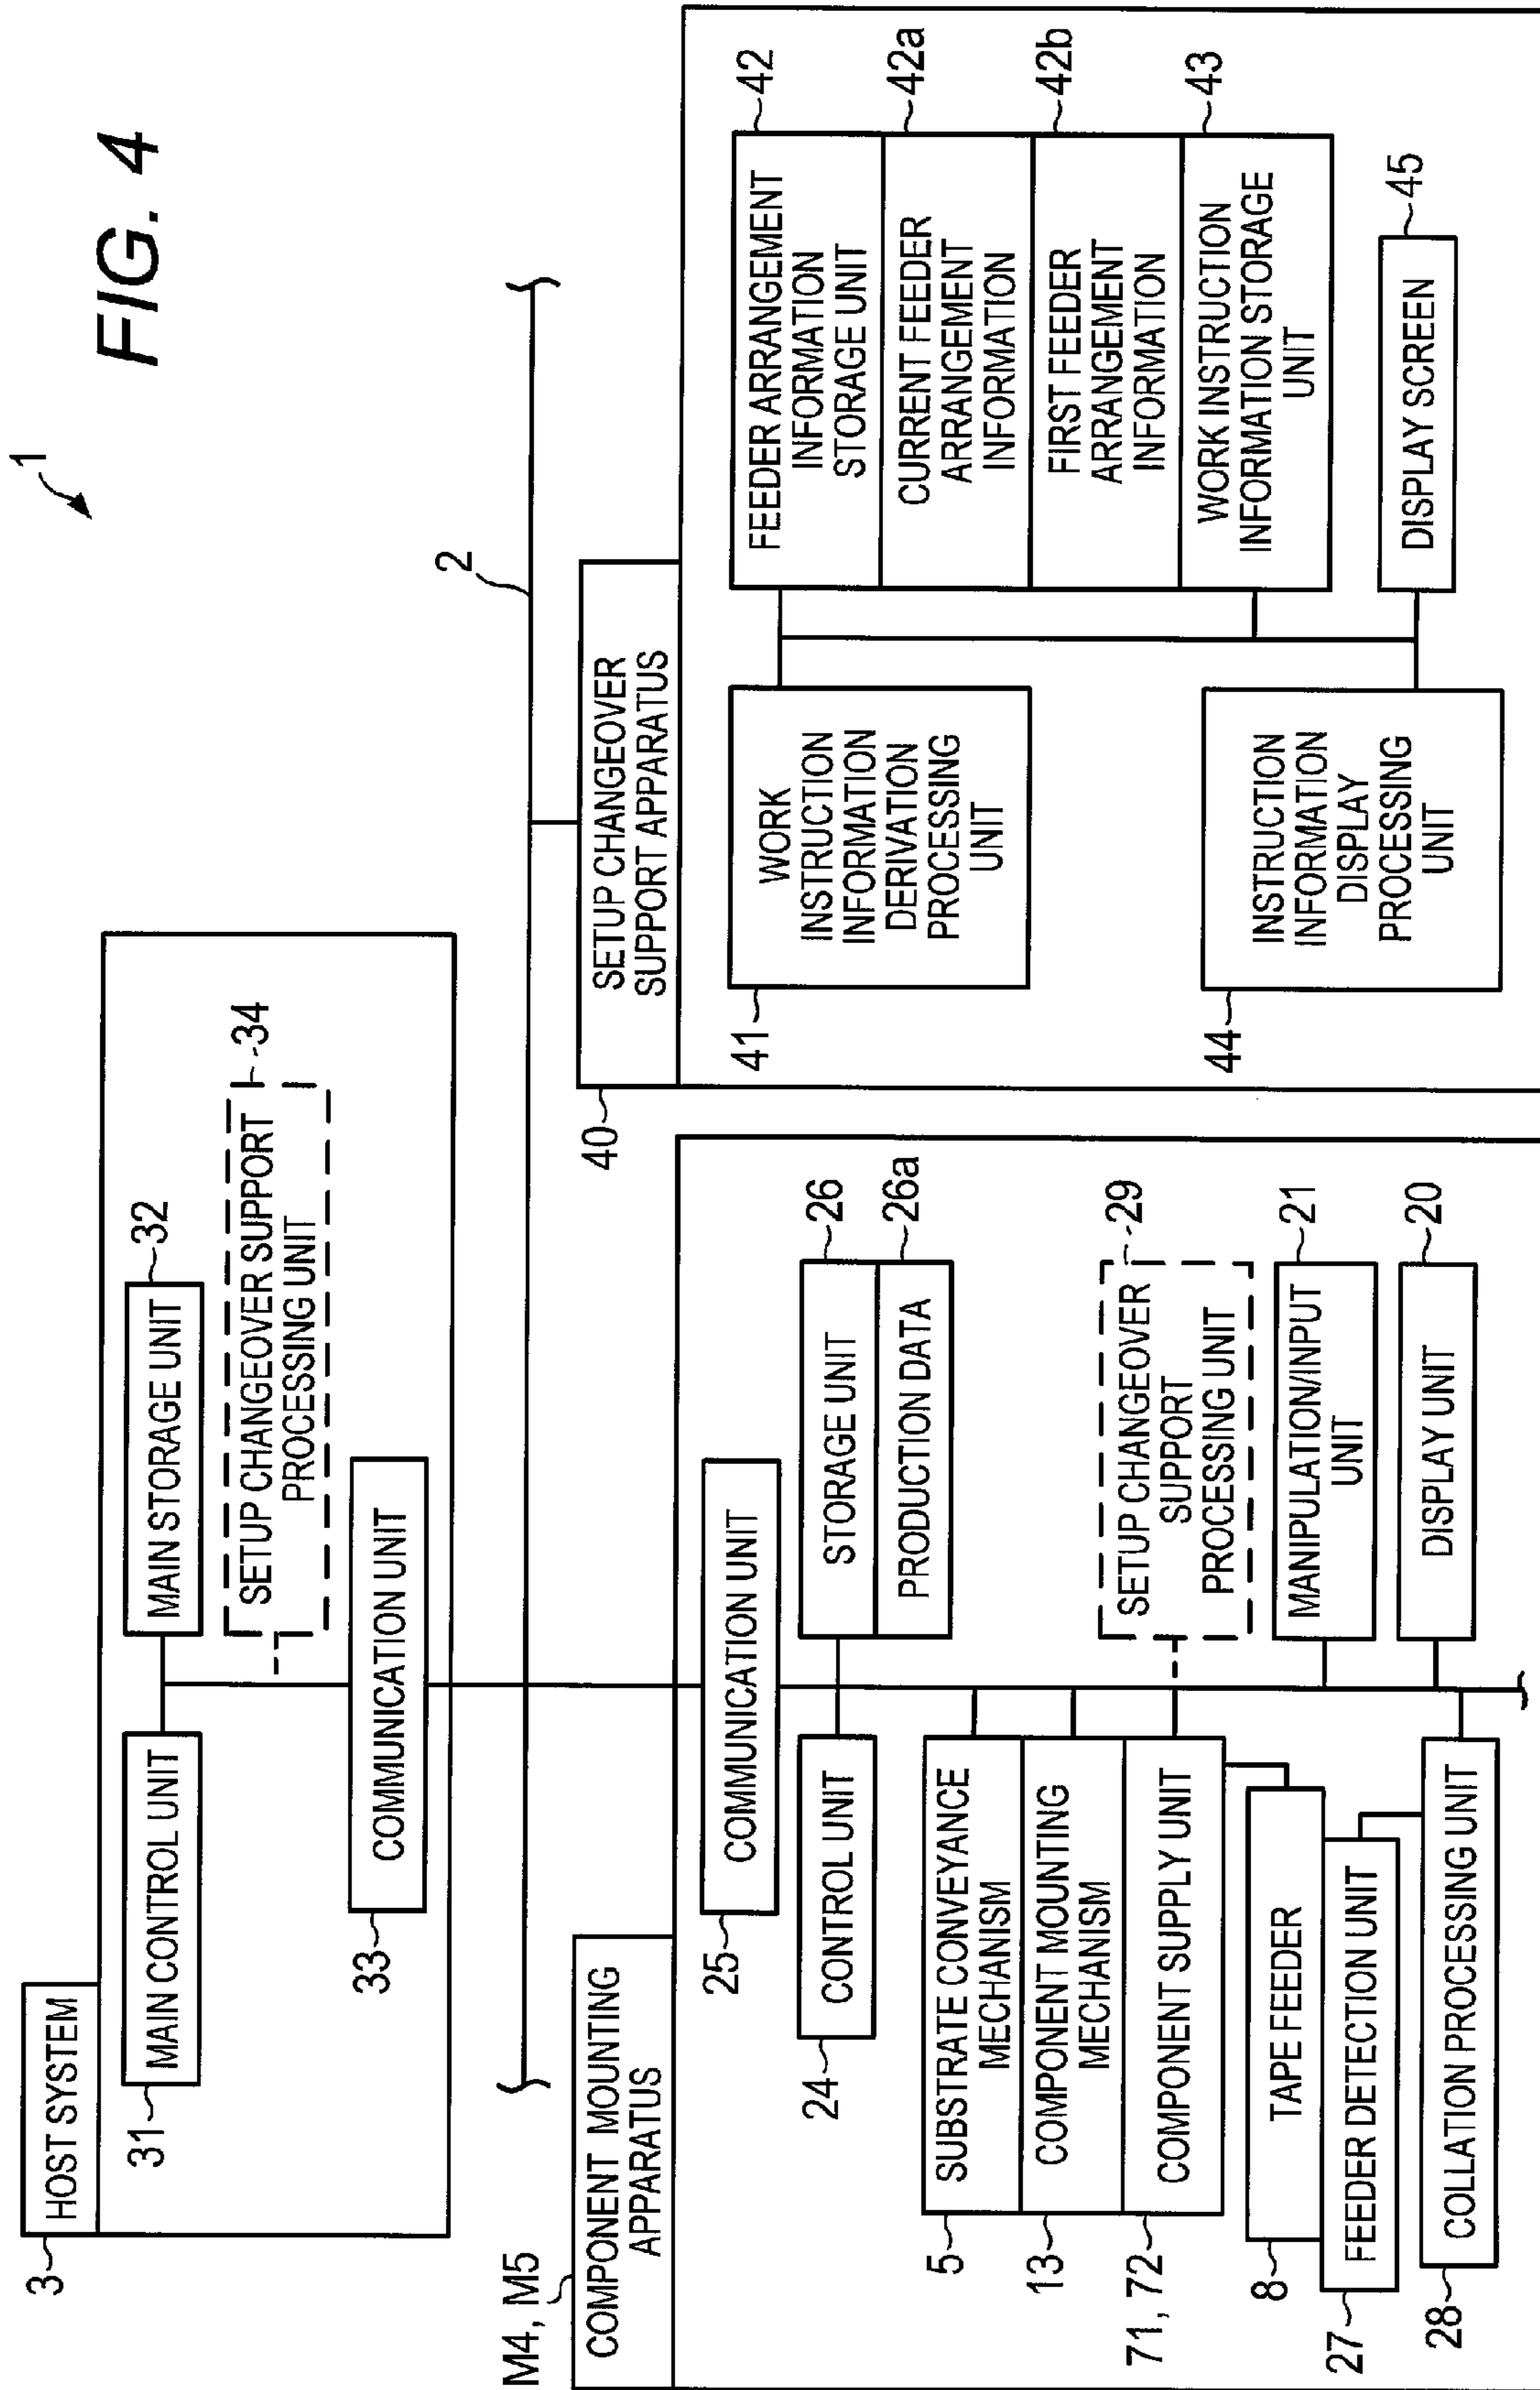 FIG. 4
1
HOST SYSTEM
3
MAIN CONTROL UNIT
31
MAIN STORAGE UNIT
32
SETUP CHANGEOVER SUPPORT
PROCESSING UNIT
34
COMMUNICATION UNIT
33
2
COMPONENT MOUNTING
APPARATUS
M4, M5
COMMUNICATION UNIT
25
CONTROL UNIT
24
STORAGE UNIT
26
PRODUCTION DATA
26a
SUBSTRATE CONVEYANCE
MECHANISM
5
COMPONENT MOUNTING
MECHANISM
13
COMPONENT SUPPLY UNIT
71, 72
SETUP CHANGEOVER
SUPPORT
PROCESSING UNIT
29
TAPE FEEDER
8
MANIPULATION/INPUT
UNIT
21
FEEDER DETECTION UNIT
27
DISPLAY UNIT
20
COLLATION PROCESSING UNIT
28
SETUP CHANGEOVER
SUPPORT APPARATUS
40
WORK
INSTRUCTION
INFORMATION
DERIVATION
PROCESSING
UNIT
41
FEEDER ARRANGEMENT
INFORMATION
STORAGE UNIT
42
CURRENT FEEDER
ARRANGEMENT
INFORMATION
42a
FIRST FEEDER
ARRANGEMENT
INFORMATION
42b
WORK INSTRUCTION
INFORMATION STORAGE
UNIT
43
INSTRUCTION
INFORMATION
DISPLAY
PROCESSING
UNIT
44
DISPLAY SCREEN
45